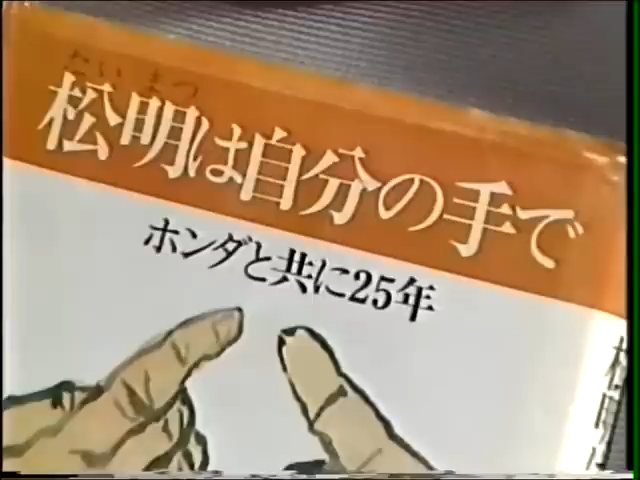 たいまつ
松明は自分の手で
ホンダと共に25年